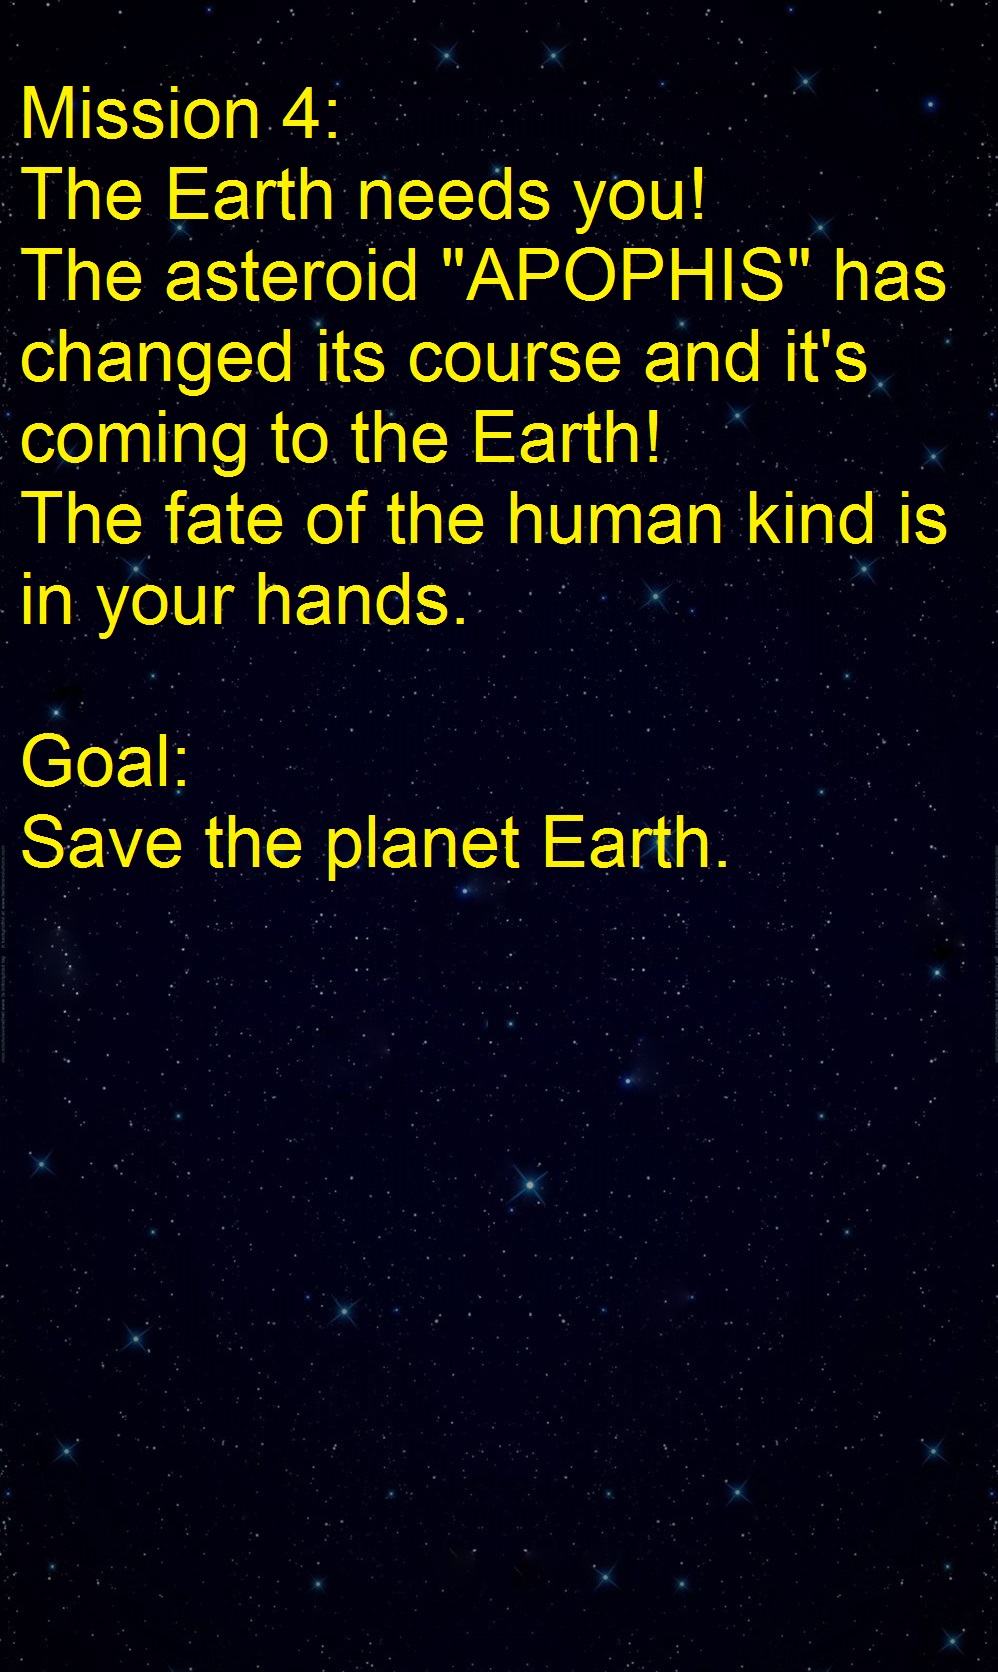 Mission 4:
The Earth needs you!
The asteroid "APOPHIS" has
changed its course and it's
coming to the Earth!
The fate of the human kind is
in your hands.
Goal:
Save the planet Earth.